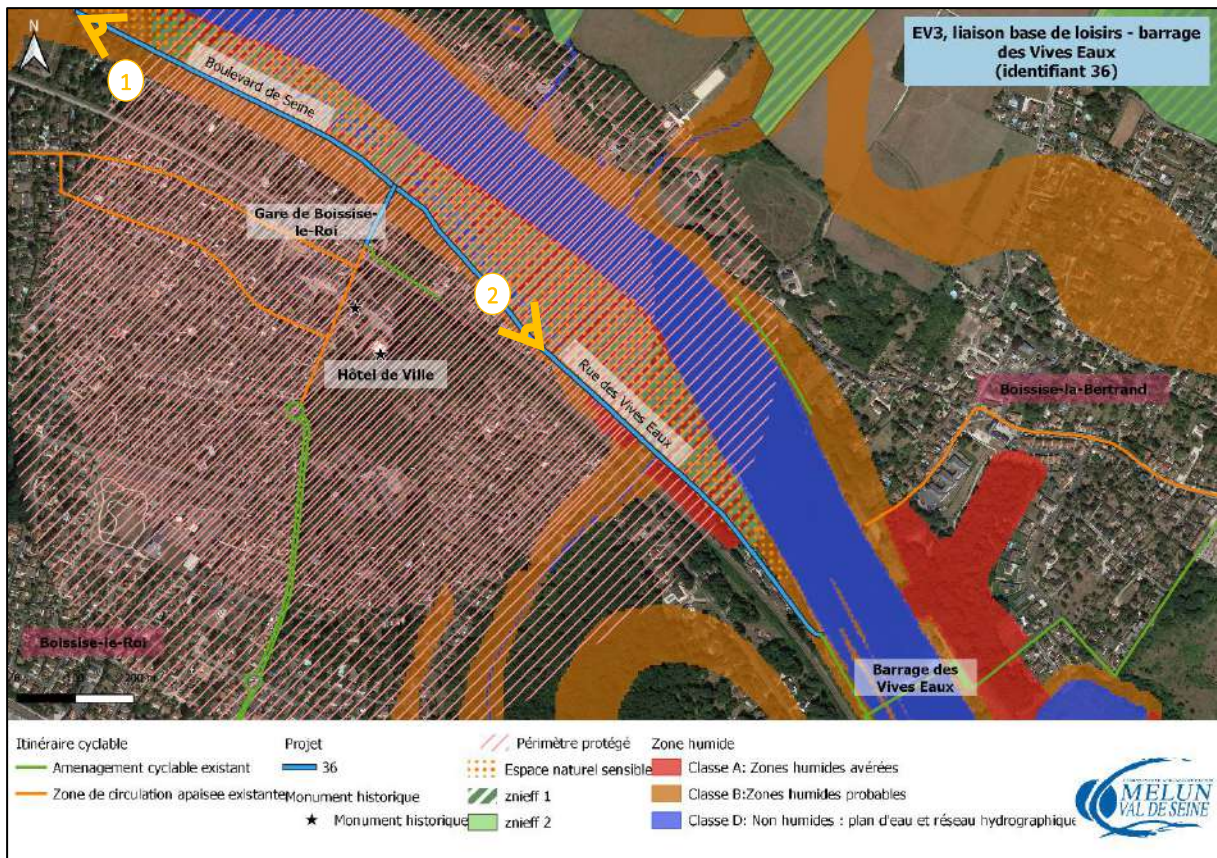 EV3, liaison base de loisirs - barrage
des Vives Eaux
(identifiant 36)
N
1
Boulevard de Seine
Gare de Boissise-
le-Roi
2
Hôtel de Ville
Rue des Vives Eaux
Boissise-la-Bertrand
Boissise-le-Roi
Barrage des
Vives Eaux
Itinéraire cyclable
Amenagement cyclable existant
Zone de circulation apaisee existante
Projet
36
Monument historique
Monument historique
Périmètre protégé
Espace naturel sensible
znieff 1
znieff 2
Zone humide
Classe A: Zones humides avérées
Classe B:Zones humides probables
Classe D: Non humides : plan d'eau et réseau hydrographique
MELUN
VAL DE SEINE